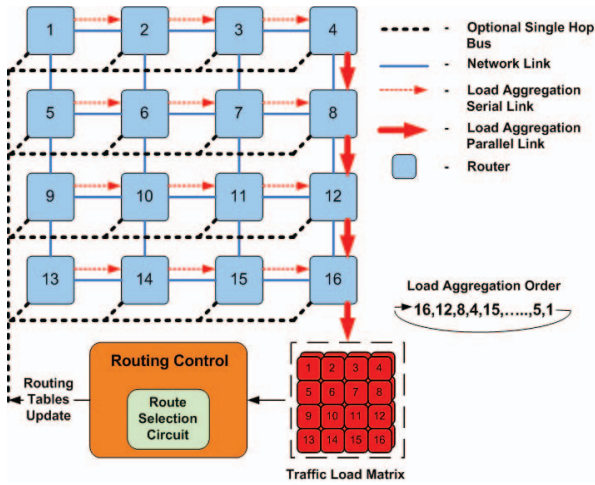 1 2 3 4
5 6 7 8
9 10 11 12
13 14 15 16
- Optional Single Hop
Bus
- Network Link
- Load Aggregation
Serial Link
- Load Aggregation
Parallel Link
- Router
Load Aggregation Order
16,12,8,4,15,…..,5,1
Routing Control
Route
Selection
Circuit
Routing
Tables
Update
1 2 3 4
5 6 7 8
9 10 11 12
13 14 15 16
Traffic Load Matrix